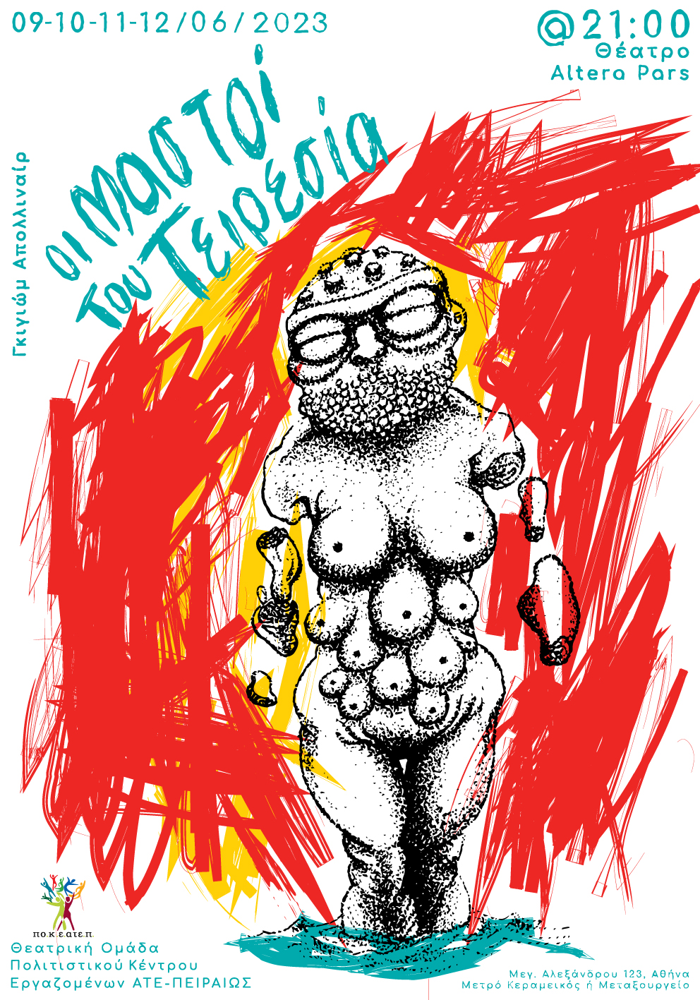 09-10-11-12/06/2023
@21:00
Θέατρο
Altera Pars
οι μαστοί
του Τειρεσία
Γκιγιώμ Απολλιναίρ
πο.κ.ε ατε.π.
Θεατρική Ομάδα
Πολιτιστικού Κέντρου
Εργαζομένων ΑΤΕ-ΠΕΙΡΑΙΩΣ
Μεγ. Αλεξάνδρου 123, Αθήνα
Μετρό Κεραμεικός ή Μεταξουργείο